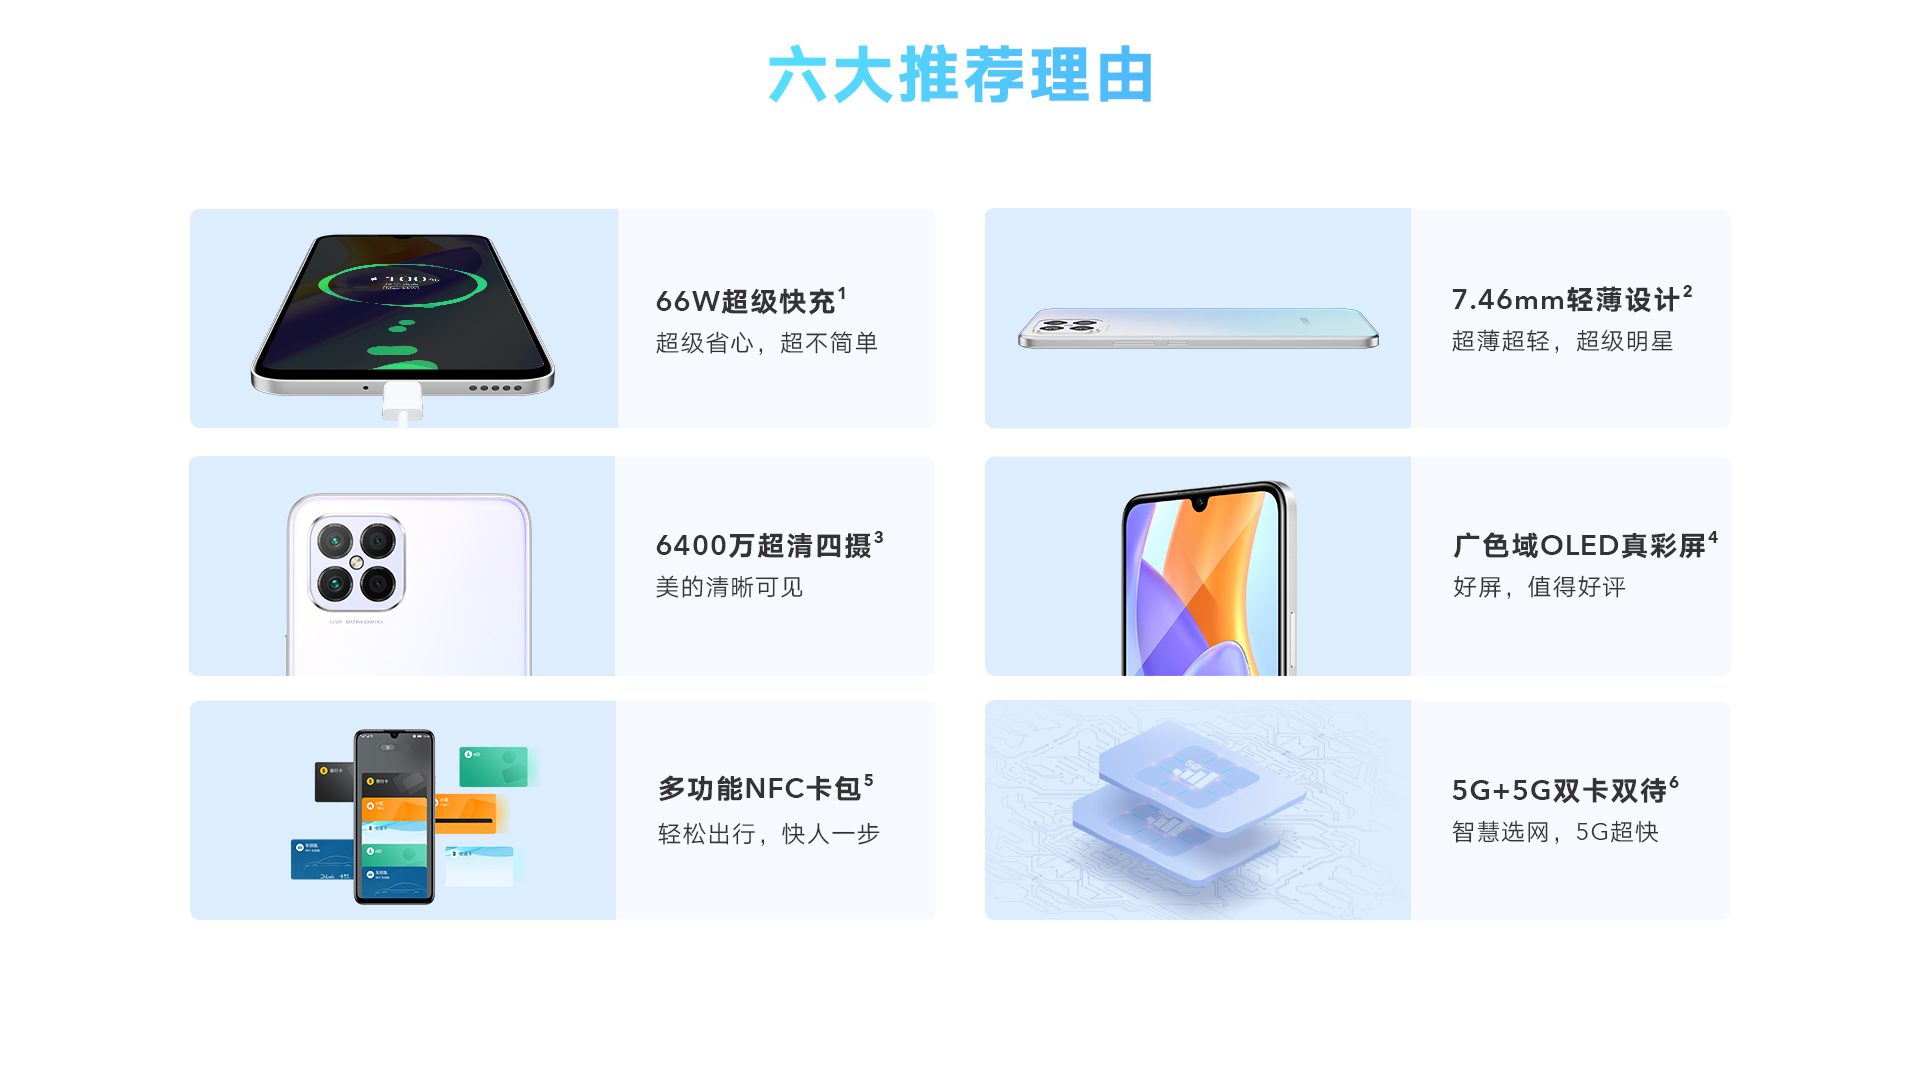 六大推荐理由
66W超级快充1
超级省心，超不简单
7.46mm轻薄设计2
超薄超轻，超级明星
6400万超清四摄3
美的清晰可见
广色域OLED真彩屏4
好屏，值得好评
多功能NFC卡包5
轻松出行，快人一步
5G+5G双卡双待6
智慧选网，5G超快